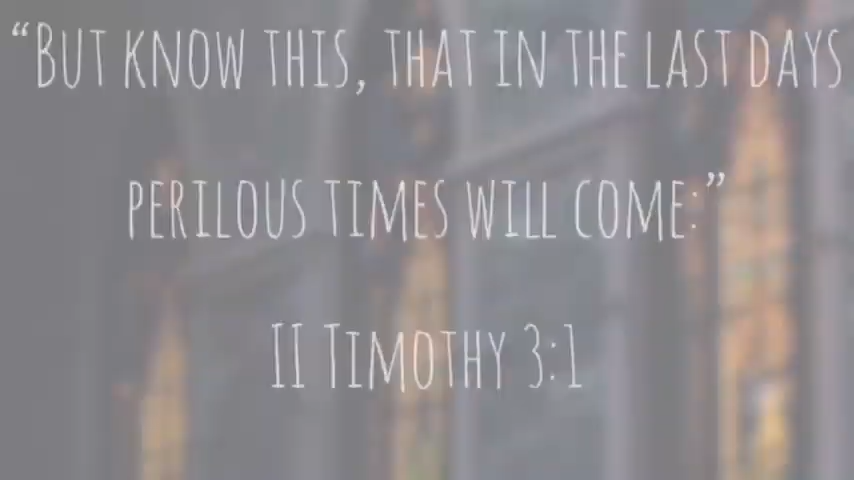 “But know this, that in the last days
perilous times will come:”
II Timothy 3:1